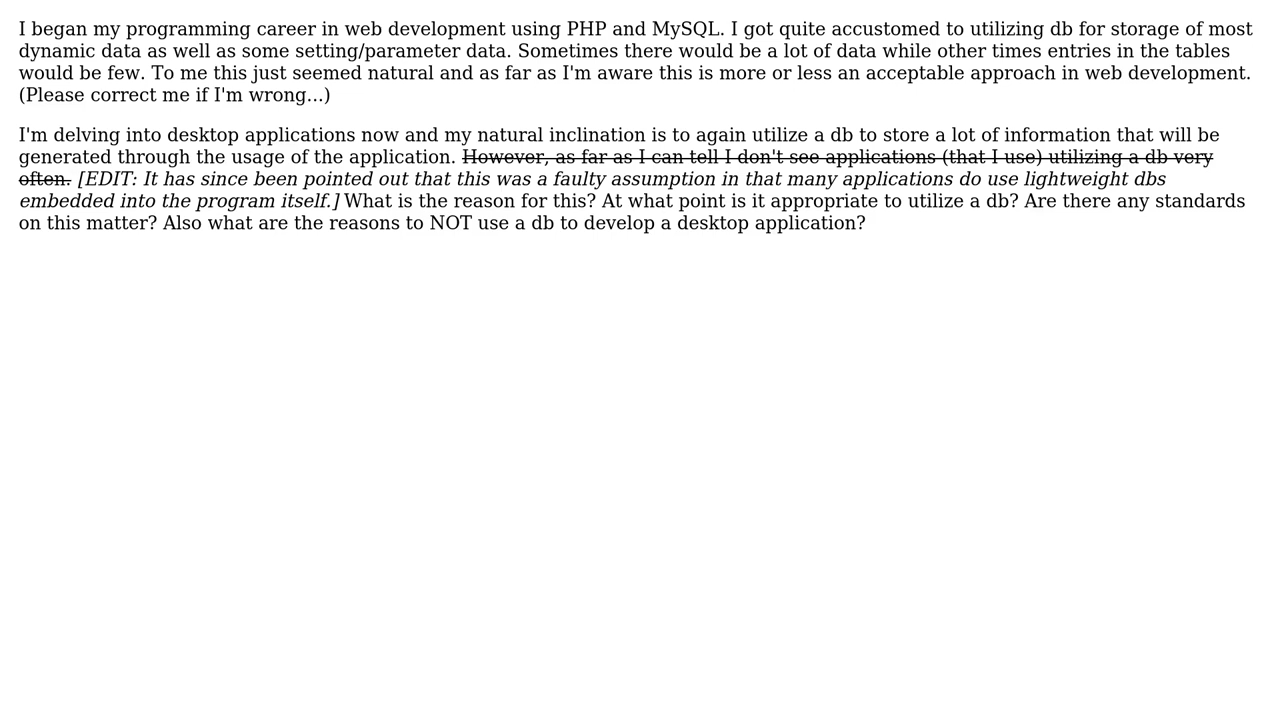 I began my programming career in web development using PHP and MySQL. I got quite accustomed to utilizing db for storage of most
dynamic data as well as some setting/parameter data. Sometimes there would be a lot of data while other times entries in the tables
would be few. To me this just seemed natural and as far as I'm aware this is more or less an acceptable approach in web development.
(Please correct me if I'm wrong...)
I'm delving into desktop applications now and my natural inclination is to again utilize a db to store a lot of information that will be
generated through the usage of the application. However, as far as I can tell I don't see applications (that I use) utilizing a db very
often. [EDIT: It has since been pointed out that this was a faulty assumption in that many applications do use lightweight dbs
embedded into the program itself.] What is the reason for this? At what point is it appropriate to utilize a db? Are there any standards
on this matter? Also what are the reasons to NOT use a db to develop a desktop application?